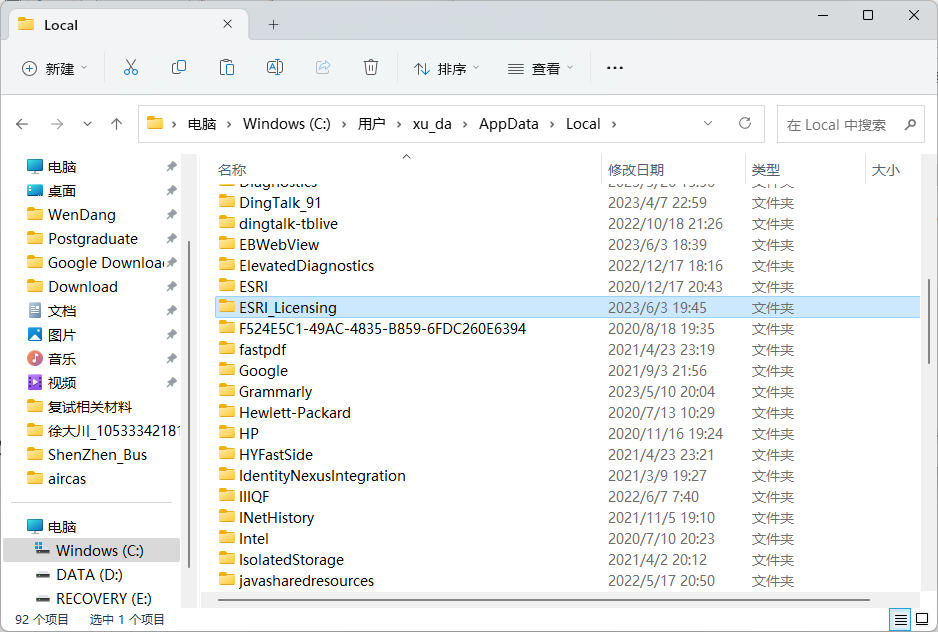 Local
新建
排序
查看
电脑 Windows (C:) 用户 xu_da AppData Local
在 Local 中搜索
电脑
桌面
WenDang
Postgraduate
Google Downloa
Download
文档
图片
音乐
视频
复试相关材料
徐大川_1053334218
ShenZhen_Bus
aircas
电脑
Windows (C:)
DATA (D:)
RECOVERY (E:)
名称 修改日期 类型 大小
Diagnostics
DingTalk_91 2023/4/7 22:59 文件夹
dingtalk-tblive 2022/10/18 21:26 文件夹
EBWebView 2023/6/3 18:39 文件夹
ElevatedDiagnostics 2022/12/17 18:16 文件夹
ESRI 2020/12/17 20:43 文件夹
ESRI_Licensing 2023/6/3 19:45 文件夹
F524E5C1-49AC-4835-B859-6FDC260E6394 2020/8/18 19:35 文件夹
fastpdf 2021/4/23 23:19 文件夹
Google 2021/9/3 21:56 文件夹
Grammarly 2023/5/10 20:04 文件夹
Hewlett-Packard 2020/7/13 10:29 文件夹
HP 2020/11/16 19:24 文件夹
HYFastSide 2021/4/23 23:21 文件夹
IdentityNexusIntegration 2021/3/9 19:27 文件夹
IIIQF 2022/6/7 7:40 文件夹
INetHistory 2021/11/5 19:10 文件夹
Intel 2020/7/10 20:23 文件夹
IsolatedStorage 2021/4/2 20:12 文件夹
javasharedresources 2022/5/17 20:50 文件夹
92 个项目 选中 1 个项目